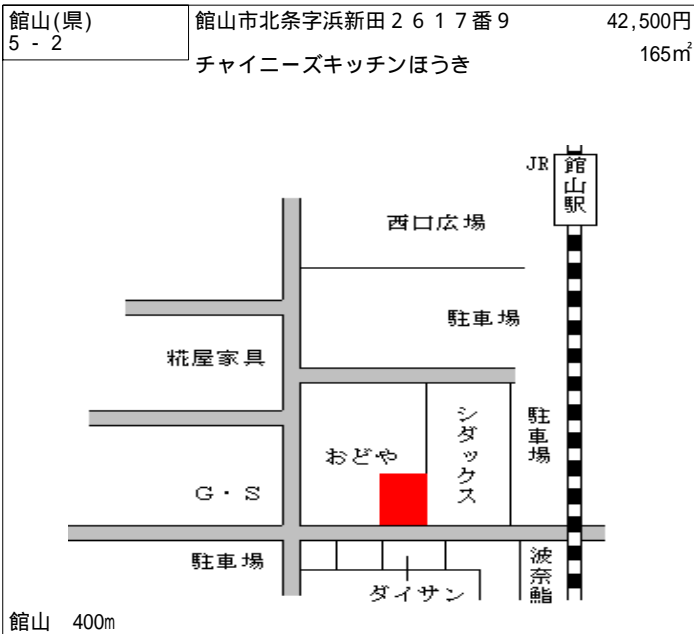 館山(県)
5 - 2
館山市北条字浜新田２６１７番９
42,500円
165㎡
チャイニーズキッチンほうき
JR 館山駅
西口広場
駐車場
糀屋家具
シダックス
駐車場
おどや
G・S
駐車場
ダイサン
波奈鮨
館山 400m